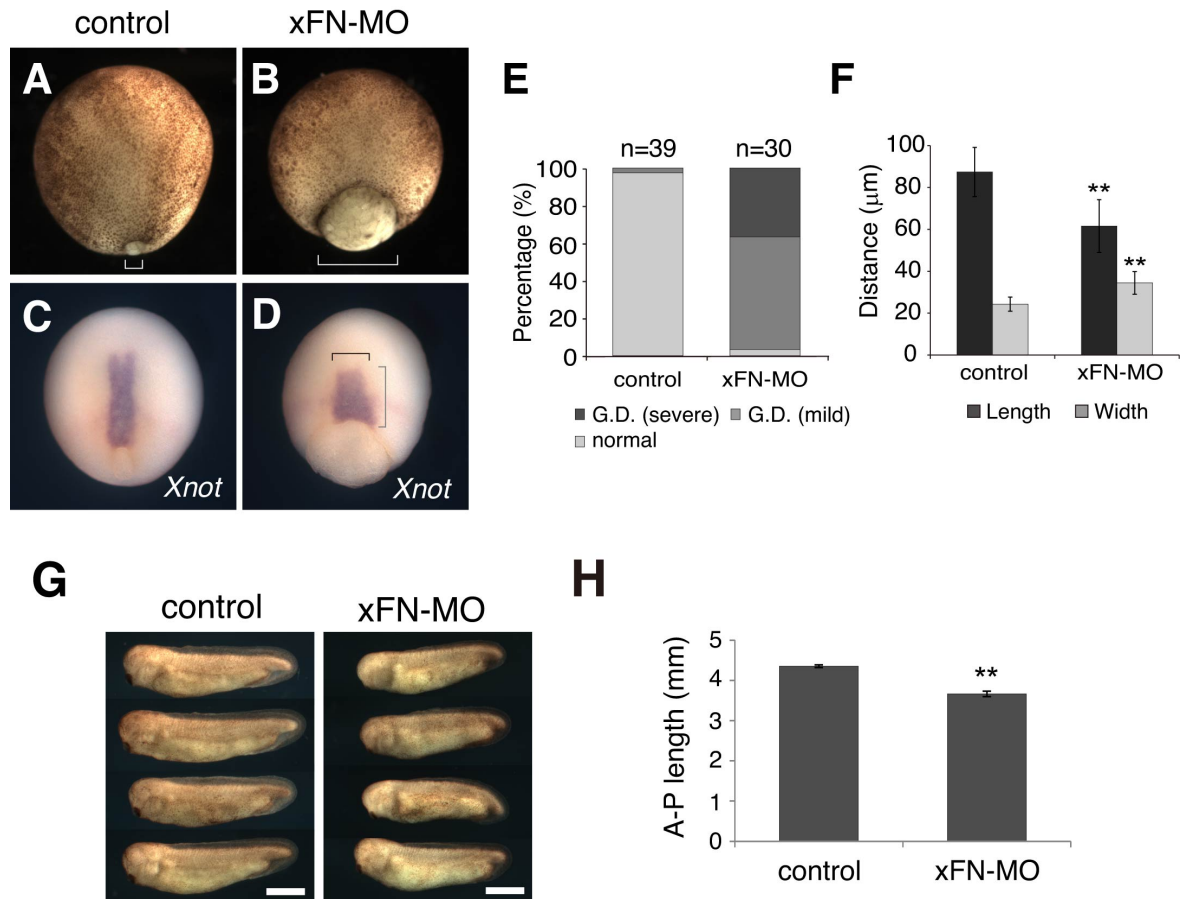 control
xFN-MO
A
B
C
Xnot
D
Xnot
E
n=39
n=30
Percentage (%)
100
80
60
40
20
0
control
xFN-MO
G.D. (severe)
G.D. (mild)
normal
F
Distance (μm)
100
80
60
40
20
0
**
**
control
xFN-MO
Length
Width
G
control
xFN-MO
H
A-P length (mm)
5
4
3
2
1
0
**
control
xFN-MO